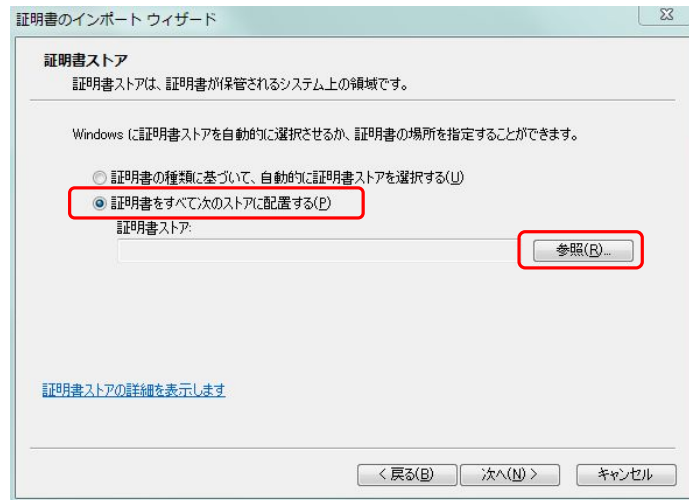 証明書のインポート ウィザード
証明書ストア
証明書ストアは、証明書が保管されるシステム上の領域です。
Windows に証明書ストアを自動的に選択させるか、証明書の場所を指定することができます。
証明書の種類に基づいて、自動的に証明書ストアを選択する(U)
証明書をすべて次のストアに配置する(P)
証明書ストア:
参照(R)...
証明書ストアの詳細を表示します
< 戻る(B) 次へ(N) > キャンセル